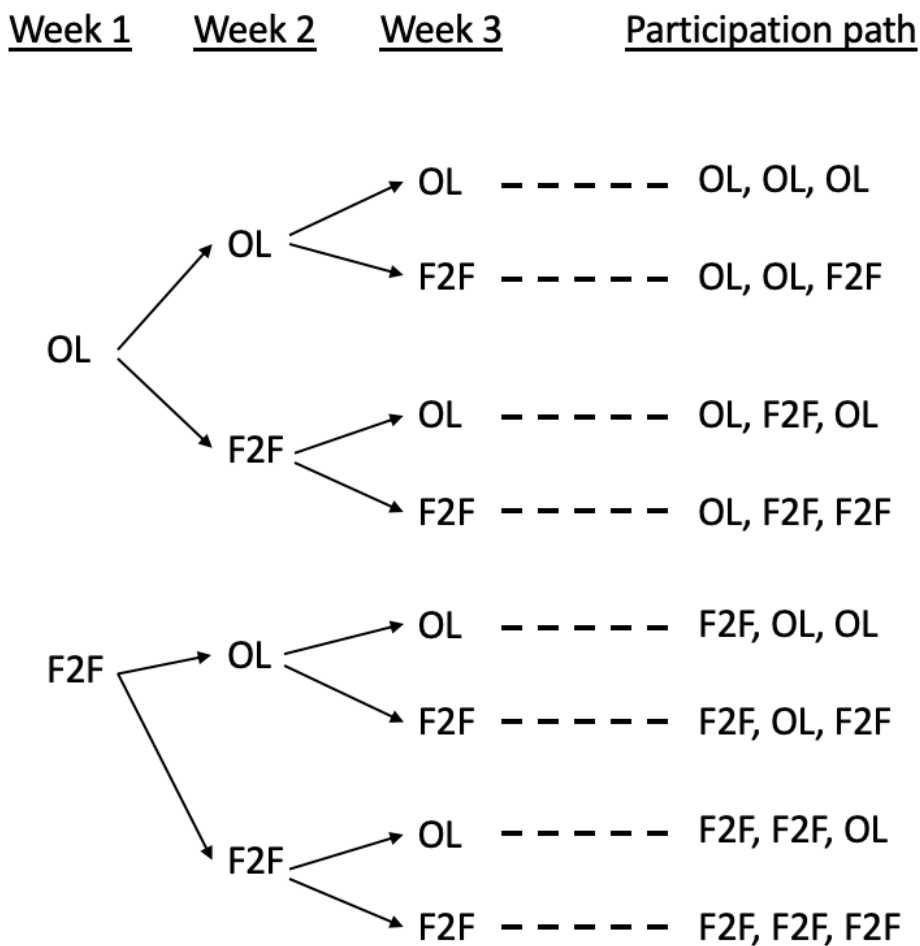 Week 1 Week 2 Week 3 Participation path
OL OL, OL, OL
OL
F2F OL, OL, F2F
OL
OL OL, F2F, OL
F2F
F2F OL, F2F, F2F
OL F2F, OL, OL
OL
F2F
F2F F2F, OL, F2F
OL F2F, F2F, OL
F2F
F2F F2F, F2F, F2F